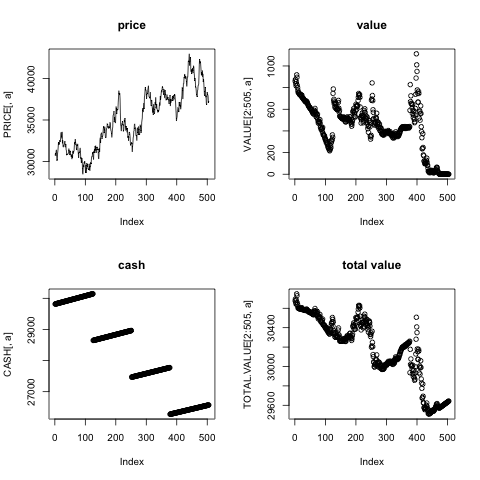 price
PRICE[, a]
30000 35000 40000
0 100 200 300 400 500
Index
value
VALUE[2:505, a]
0 200 600 1000
0 100 200 300 400 500
Index
cash
CASH[, a]
27000 29000
0 100 200 300 400 500
Index
total value
TOTAL.VALUE[2:505, a]
29600 30000 30400
0 100 200 300 400 500
Index